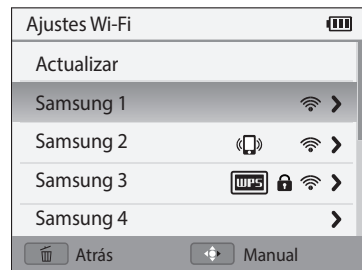 Ajustes Wi-Fi
Actualizar
Samsung 1
Samsung 2
Samsung 3 WPS
Samsung 4
Atrás Manual